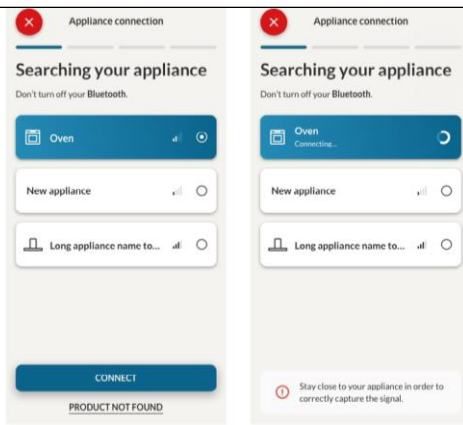 Appliance connection
Searching your appliance
Don't turn off your Bluetooth.
Oven
New appliance
Long appliance name to...
CONNECT
PRODUCT NOT FOUND
Appliance connection
Searching your appliance
Don't turn off your Bluetooth.
Oven
Connecting...
New appliance
Long appliance name to...
Stay close to your appliance in order to
correctly capture the signal.